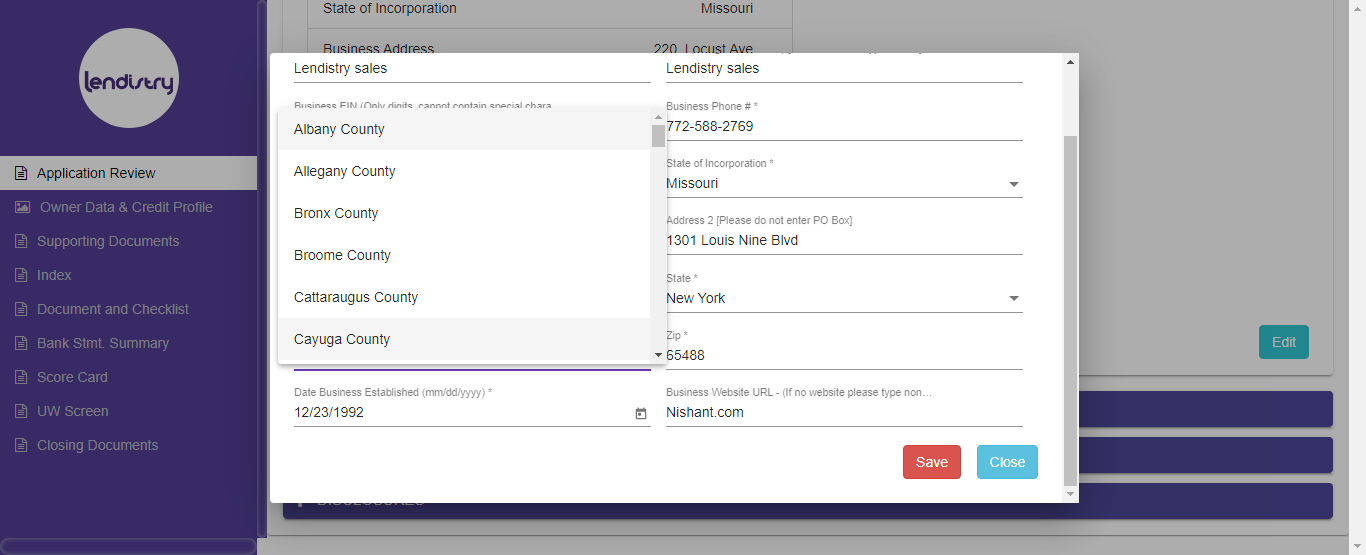 lendistry
Application Review
Owner Data & Credit Profile
Supporting Documents
Index
Document and Checklist
Bank Stmt. Summary
Score Card
UW Screen
Closing Documents
State of Incorporation Missouri
Business Address 220 Locust Ave
Lendistry sales
Lendistry sales
Business EIN (Only digits, cannot contain special chara
Business Phone # *
772-588-2769
Albany County
Allegany County
Bronx County
Broome County
Cattaraugus County
Cayuga County
State of Incorporation *
Missouri
Address 2 [Please do not enter PO Box]
1301 Louis Nine Blvd
State *
New York
Zip *
65488
Date Business Established (mm/dd/yyyy) *
12/23/1992
Business Website URL - (If no website please type non…
Nishant.com
Save
Close
Edit
DISCLOSURES